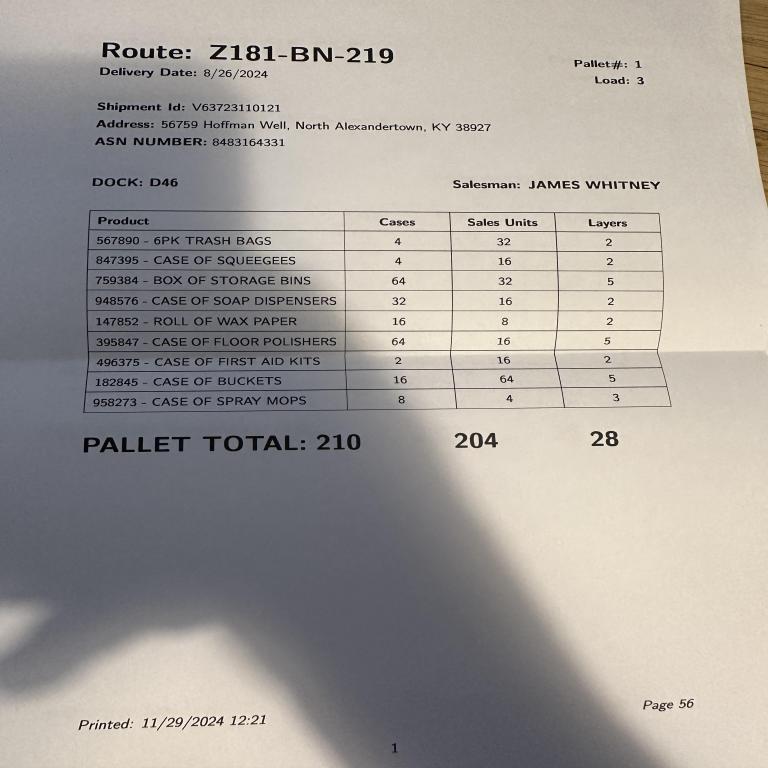 Route: Z181-BN-219
Delivery Date: 8/26/2024
Pallet#: 1
Load: 3
Shipment Id: V63723110121
Address: 56759 Hoffman Well, North Alexandertown, KY 38927
ASN NUMBER: 8483164331
DOCK: D46 Salesman: JAMES WHITNEY
Product Cases Sales Units Layers
567890 - 6PK TRASH BAGS 4 32 2
847395 - CASE OF SQUEEGEES 4 16 2
759384 - BOX OF STORAGE BINS 64 32 5
948576 - CASE OF SOAP DISPENSERS 32 16 2
147852 - ROLL OF WAX PAPER 16 8 2
395847 - CASE OF FLOOR POLISHERS 64 16 5
496375 - CASE OF FIRST AID KITS 2 16 2
182845 - CASE OF BUCKETS 16 64 5
958273 - CASE OF SPRAY MOPS 8 4 3
PALLET TOTAL: 210 204 28
Printed: 11/29/2024 12:21
Page 56
1